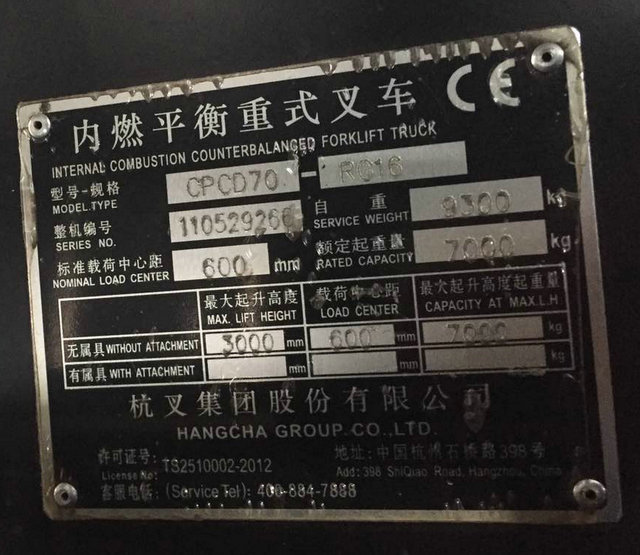 内燃平衡重式叉车 CE
INTERNAL COMBUSTION COUNTERBALANCED FORKLIFT TRUCK
型号-规格 CPCD70 - RG16
MODEL.TYPE
整机编号 110529266 自重 9300 kg
SERIES NO. SERVICE WEIGHT
标准载荷中心距 600 mm 额定起重量 7000 kg
NOMINAL LOAD CENTER RATED CAPACITY
最大起升高度 载荷中心距 最大起升高度起重量
MAX. LIFT HEIGHT LOAD CENTER CAPACITY AT MAX.L.H
无属具 WITHOUT ATTACHMENT 3000 mm 600 mm 7000 kg
有属具 WITH ATTACHMENT mm mm kg
杭叉集团股份有限公司
HANGCHA GROUP CO.,LTD.
许可证号: TS2510002-2012 地址: 中国杭州石桥路398号
License No: Add: 398 ShiQiao Road, Hangzhou, China
客服电话: (Service Tel): 400-884-7888